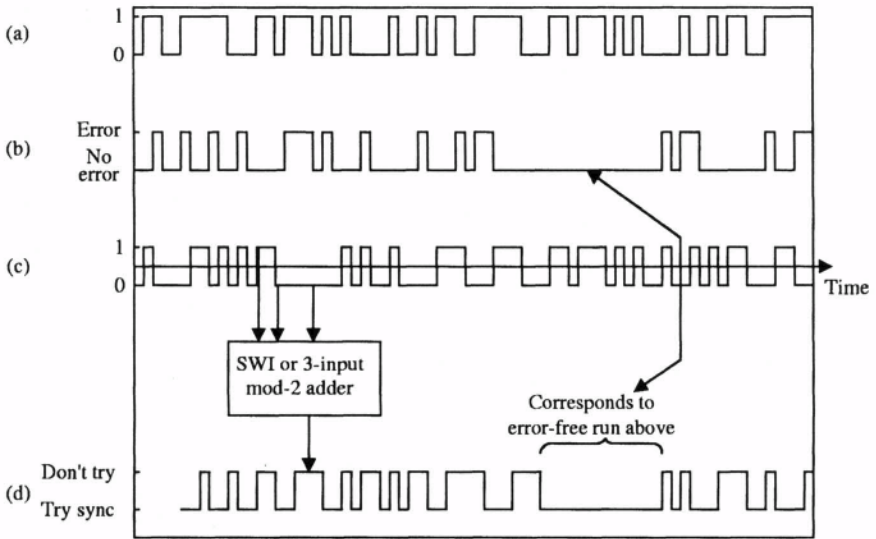 (a)
1
0
Error
(b)
No
error
(c)
1
0
Time
SWI or 3-input
mod-2 adder
Corresponds to
error-free run above
Don't try
(d)
Try sync